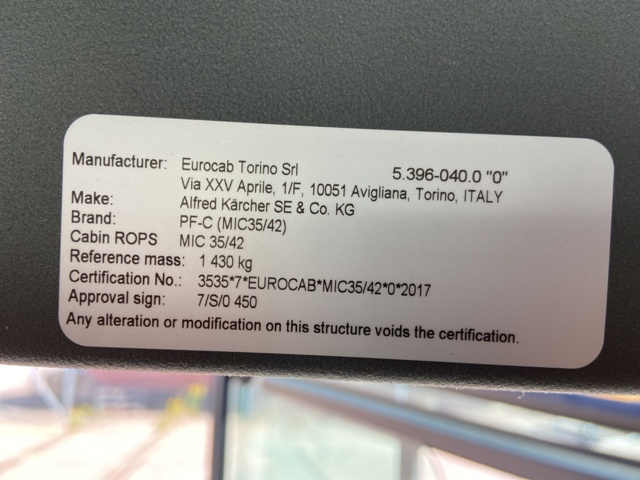 Manufacturer: Eurocab Torino Srl 5.396-040.0 "0"
Via XXV Aprile, 1/F, 10051 Avigliana, Torino, ITALY
Make: Alfred Kärcher SE & Co. KG
Brand: PF-C (MIC35/42)
Cabin ROPS MIC 35/42
Reference mass: 1 430 kg
Certification No.: 3535*7*EUROCAB*MIC35/42*0*2017
Approval sign: 7/S/0 450
Any alteration or modification on this structure voids the certification.